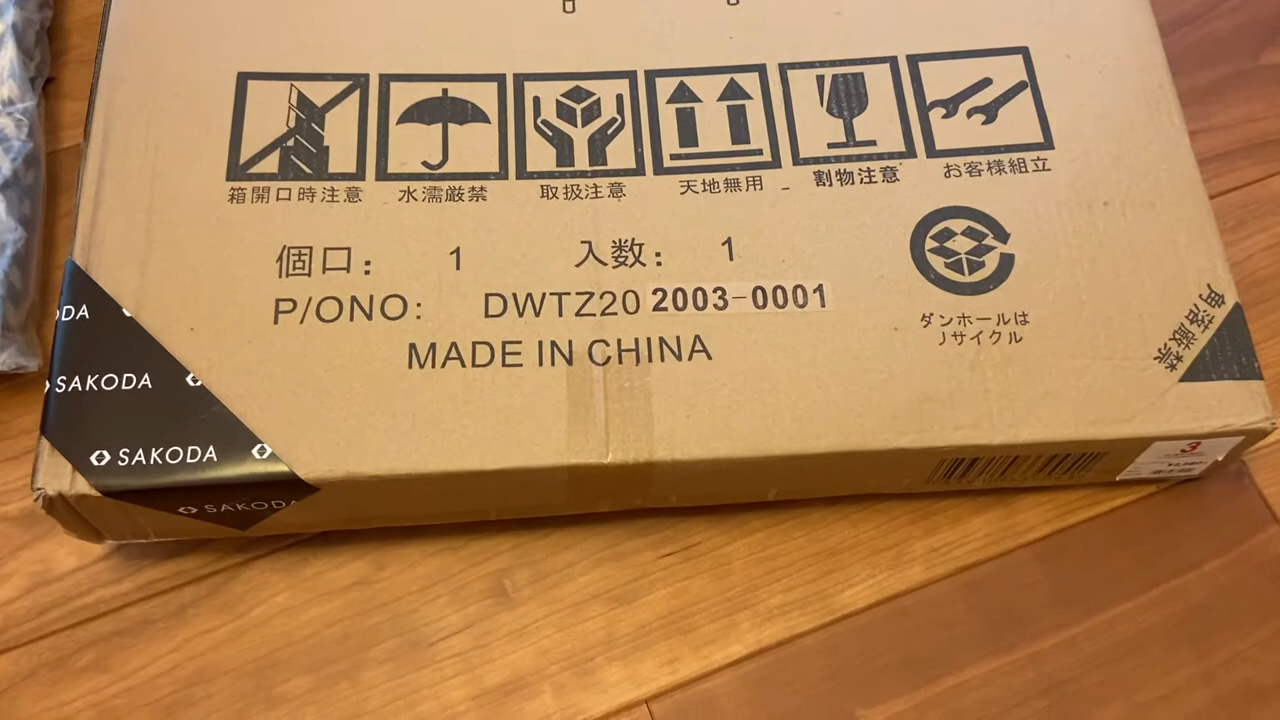 箱開口時注意 水濡厳禁 取扱注意 天地無用 割物注意 お客様組立
個口: 1 入数: 1
P/ONO: DWTZ20 2003-0001
MADE IN CHINA
ダンホールは
リサイクル
角落厳禁
ODA
SAKODA
SAKODA
SAKODA
3